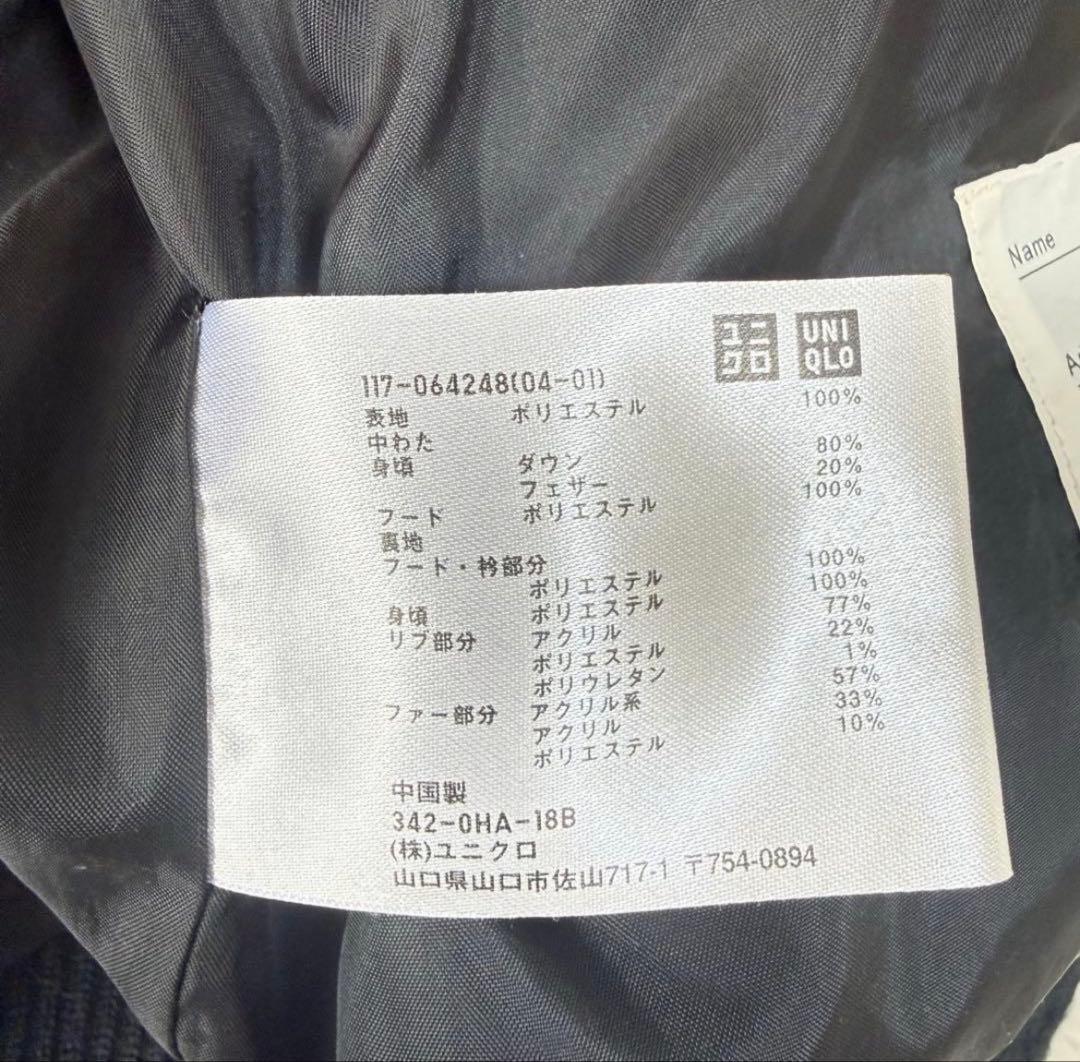 ユニ UNI
クロ QLO
117-064248(04-01)
表地 ポリエステル 100%
中わた
身頃 ダウン 80%
フェザー 20%
フード ポリエステル 100%
裏地
フード・衿部分
ポリエステル 100%
身頃 ポリエステル 100%
リブ部分 アクリル 77%
ポリエステル 22%
ポリウレタン 1%
ファー部分 アクリル系 57%
アクリル 33%
ポリエステル 10%
中国製
342-0HA-18B
(株)ユニクロ
山口県山口市佐山717-1 〒754-0894
Name